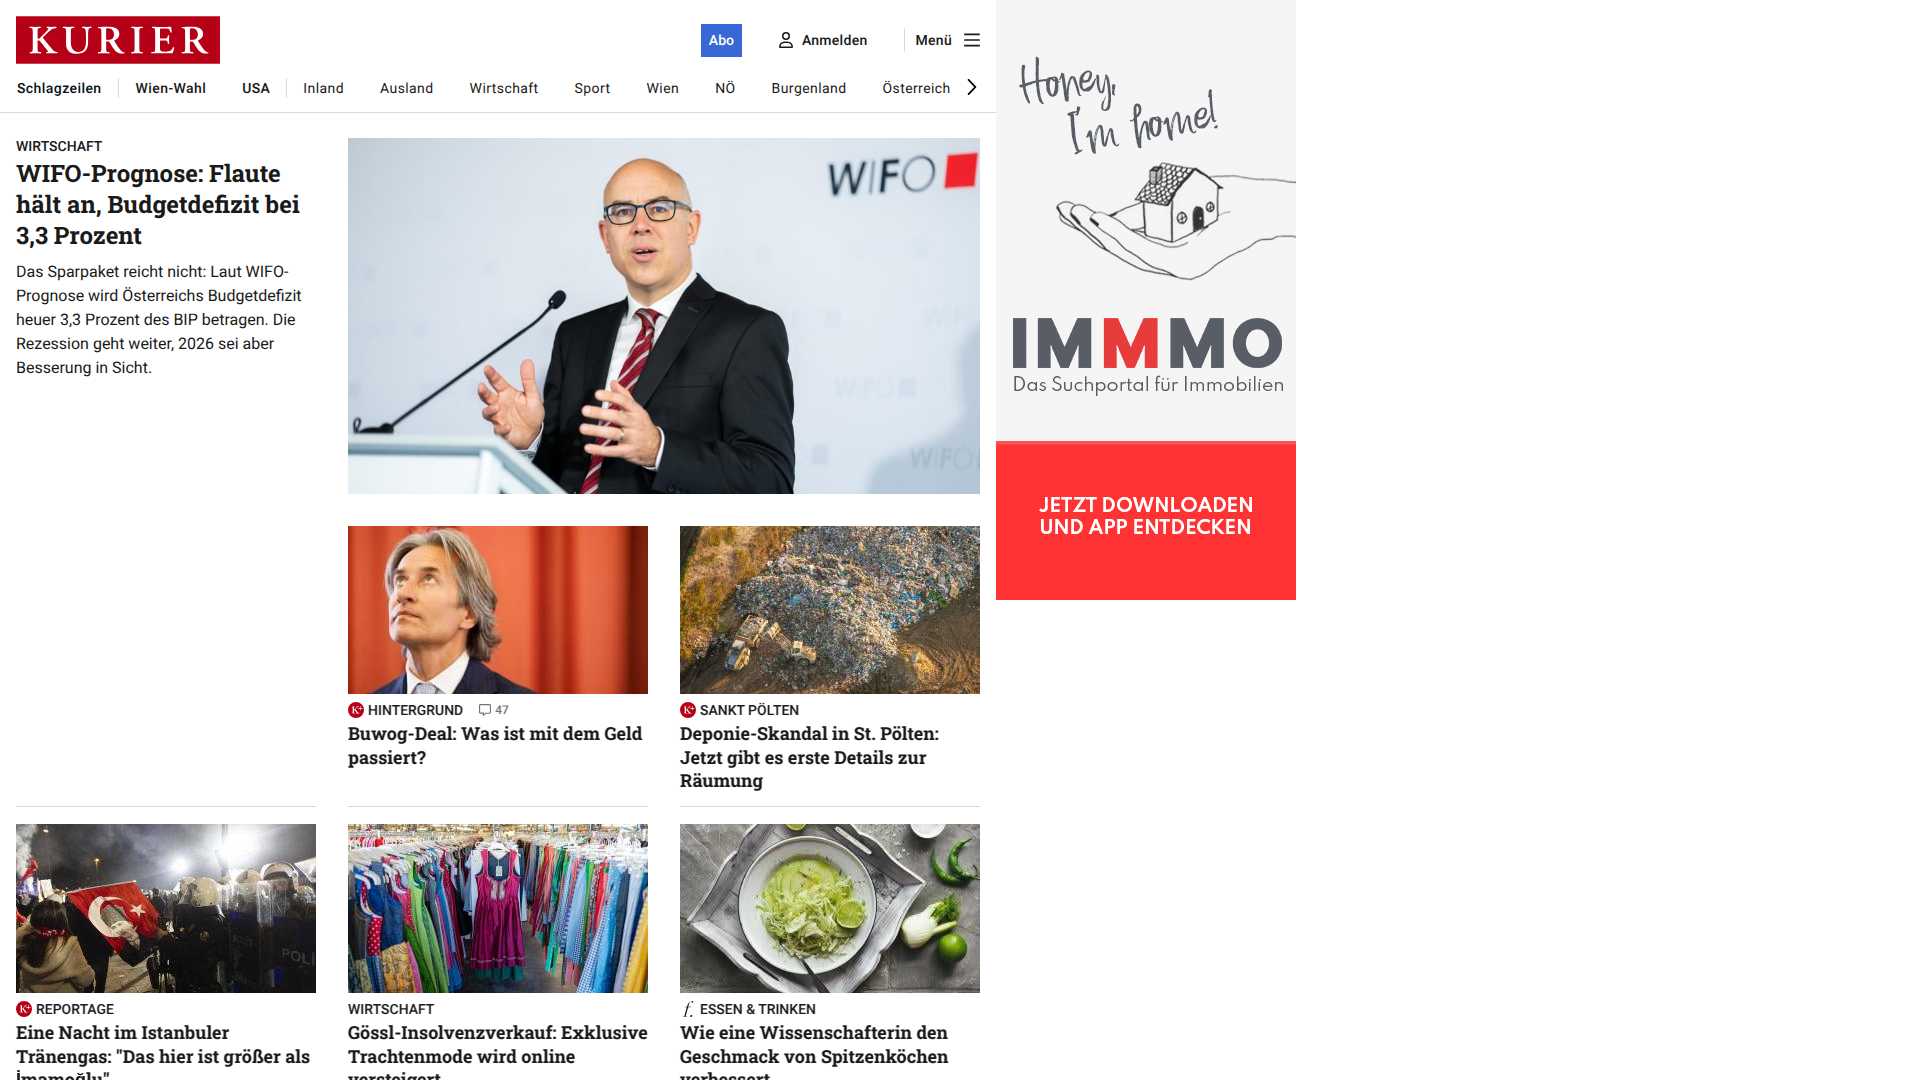 KURIER
Abo
Anmelden
Menü
Schlagzeilen
Wien-Wahl
USA
Inland
Ausland
Wirtschaft
Sport
Wien
NÖ
Burgenland
Österreich
WIRTSCHAFT
WIFO-Prognose: Flaute
hält an, Budgetdefizit bei
3,3 Prozent
Das Sparpaket reicht nicht: Laut WIFO-
Prognose wird Österreichs Budgetdefizit
heuer 3,3 Prozent des BIP betragen. Die
Rezession geht weiter, 2026 sei aber
Besserung in Sicht.
WIFO
WIFO
WIFO
Honey,
I'm home!
IMMMO
Das Suchportal für Immobilien
JETZT DOWNLOADEN
UND APP ENTDECKEN
K+ HINTERGRUND 47
Buwog-Deal: Was ist mit dem Geld
passiert?
K+ SANKT PÖLTEN
Deponie-Skandal in St. Pölten:
Jetzt gibt es erste Details zur
Räumung
POLI
K+ REPORTAGE
Eine Nacht im Istanbuler
Tränengas: "Das hier ist größer als
İmamoğlu"
WIRTSCHAFT
Gössl-Insolvenzverkauf: Exklusive
Trachtenmode wird online
versteigert
f. ESSEN & TRINKEN
Wie eine Wissenschafterin den
Geschmack von Spitzenköchen
verbessert